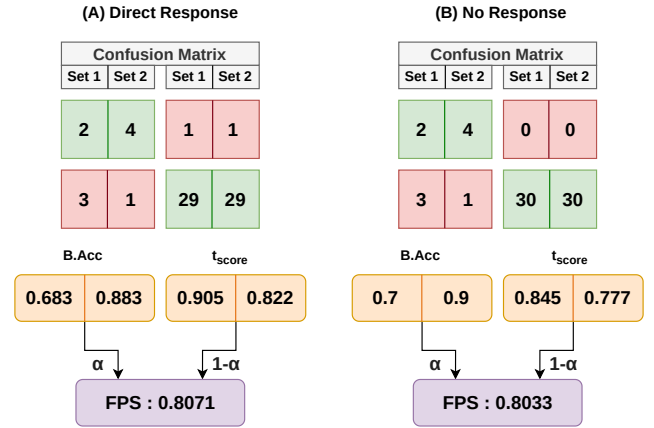 (A) Direct Response
Confusion Matrix
Set 1 Set 2 Set 1 Set 2
2 4 1 1
3 1 29 29
B.Acc tscore
0.683 0.883 0.905 0.822
α 1-α
FPS : 0.8071
(B) No Response
Confusion Matrix
Set 1 Set 2 Set 1 Set 2
2 4 0 0
3 1 30 30
B.Acc tscore
0.7 0.9 0.845 0.777
α 1-α
FPS : 0.8033